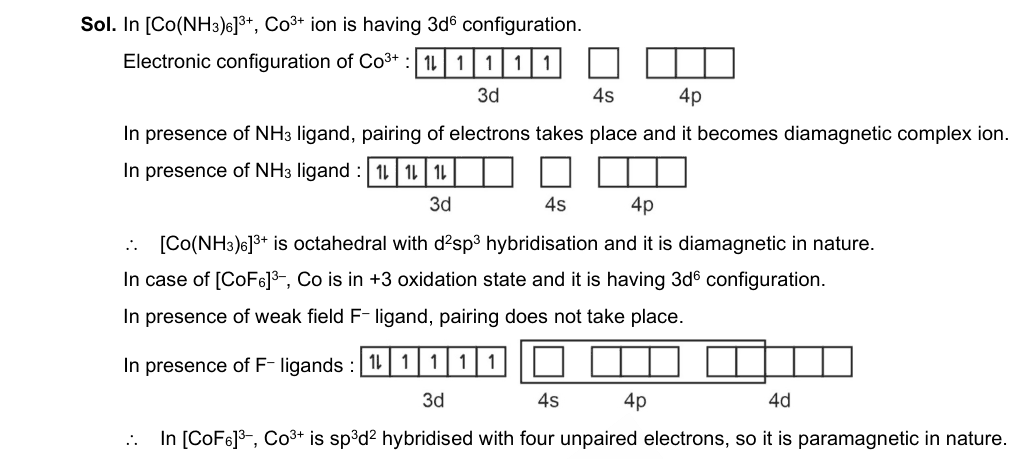 Sol. In [Co(NH₃)₆]³⁺, Co³⁺ ion is having 3d⁶ configuration.
Electronic configuration of Co³⁺ : 1⇂ 1 1 1 1
3d 4s 4p
In presence of NH₃ ligand, pairing of electrons takes place and it becomes diamagnetic complex ion.
In presence of NH₃ ligand : 1⇂ 1⇂ 1⇂
3d 4s 4p
∴ [Co(NH₃)₆]³⁺ is octahedral with d²sp³ hybridisation and it is diamagnetic in nature.
In case of [CoF₆]³⁻, Co is in +3 oxidation state and it is having 3d⁶ configuration.
In presence of weak field F⁻ ligand, pairing does not take place.
In presence of F⁻ ligands : 1⇂ 1 1 1 1
3d 4s 4p 4d
∴ In [CoF₆]³⁻, Co³⁺ is sp³d² hybridised with four unpaired electrons, so it is paramagnetic in nature.